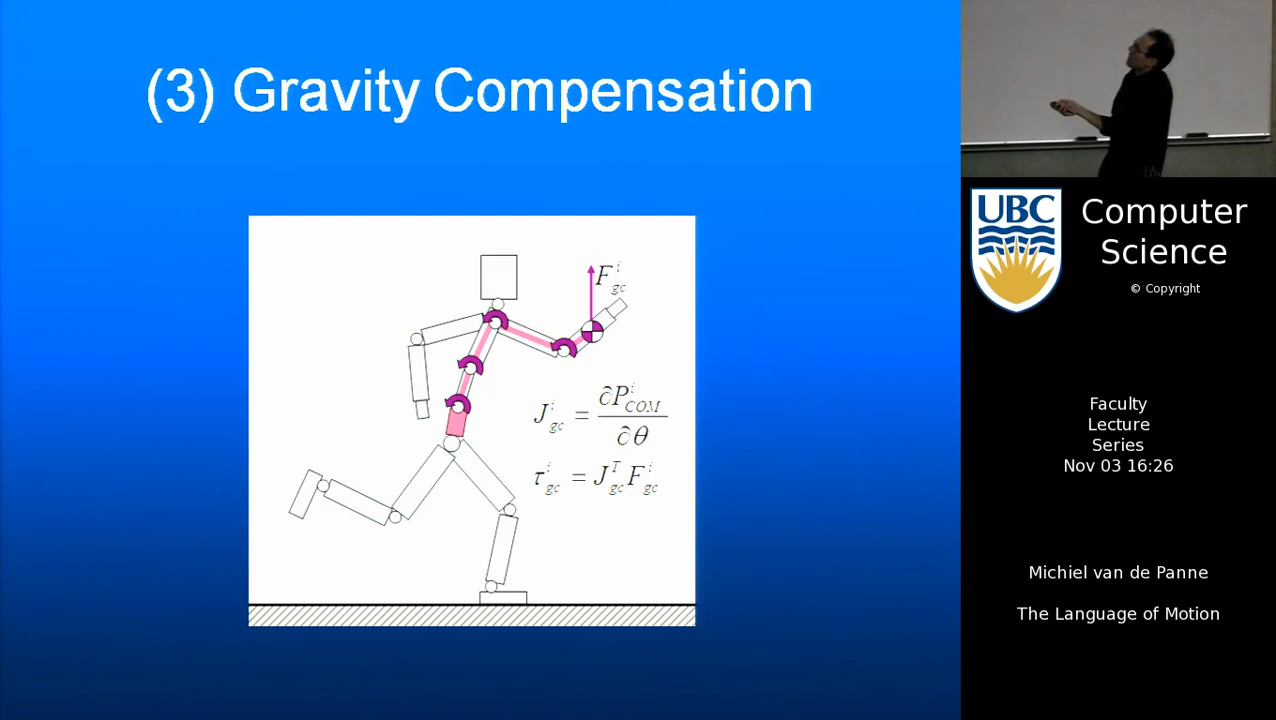 (3) Gravity Compensation
F^i_gc
J^i_gc = ∂P^i_COM / ∂θ
τ^i_gc = J^T_gc F^i_gc
UBC
Computer
Science
© Copyright
Faculty
Lecture
Series
Nov 03 16:26
Michiel van de Panne
The Language of Motion